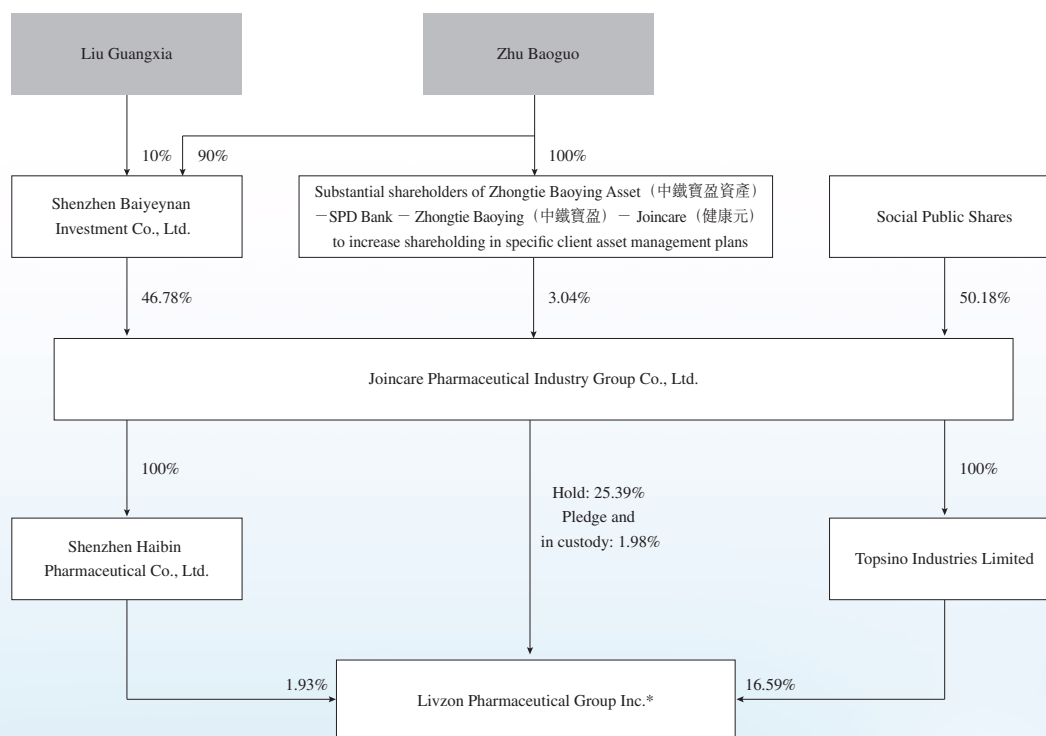 Liu Guangxia
Zhu Baoguo
10%
90%
100%
Shenzhen Baiyeynan
Investment Co., Ltd.
Substantial shareholders of Zhongtie Baoying Asset（中鐵寶盈資產）
－SPD Bank － Zhongtie Baoying（中鐵寶盈）－ Joincare（健康元）
to increase shareholding in specific client asset management plans
Social Public Shares
46.78%
3.04%
50.18%
Joincare Pharmaceutical Industry Group Co., Ltd.
100%
Hold: 25.39%
Pledge and
in custody: 1.98%
100%
Shenzhen Haibin
Pharmaceutical Co., Ltd.
Topsino Industries Limited
1.93%
Livzon Pharmaceutical Group Inc.*
16.59%